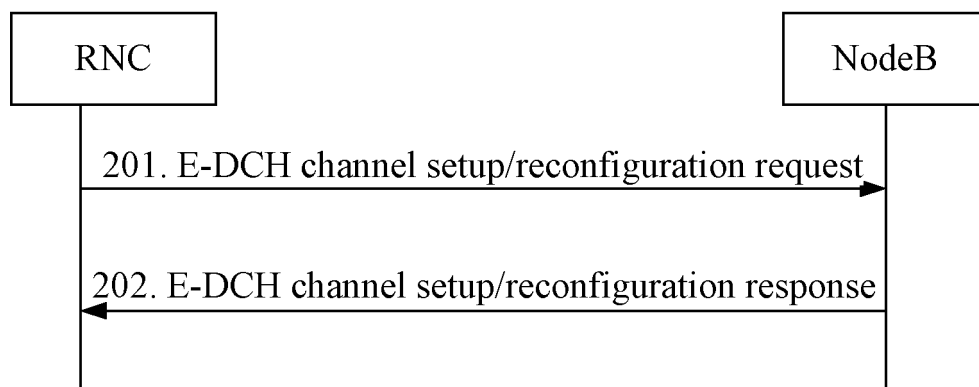 RNC
NodeB
201. E-DCH channel setup/reconfiguration request
202. E-DCH channel setup/reconfiguration response